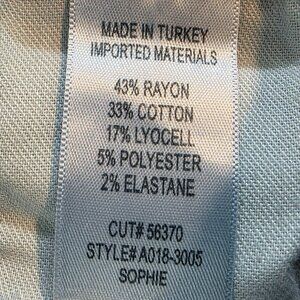 MADE IN TURKEY
IMPORTED MATERIALS
43% RAYON
33% COTTON
17% LYOCELL
5% POLYESTER
2% ELASTANE
CUT# 56370
STYLE# A018-3005
SOPHIE